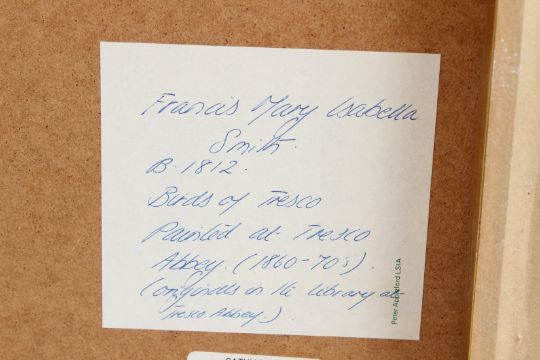 Francis Mary Isabella
Smith.
B. 1812.
Birds of Tresco
Painted at Tresco
Abbey. (1860-70's).
(originals in the library at
Tresco Abbey.)
Peter Appleford LSIA